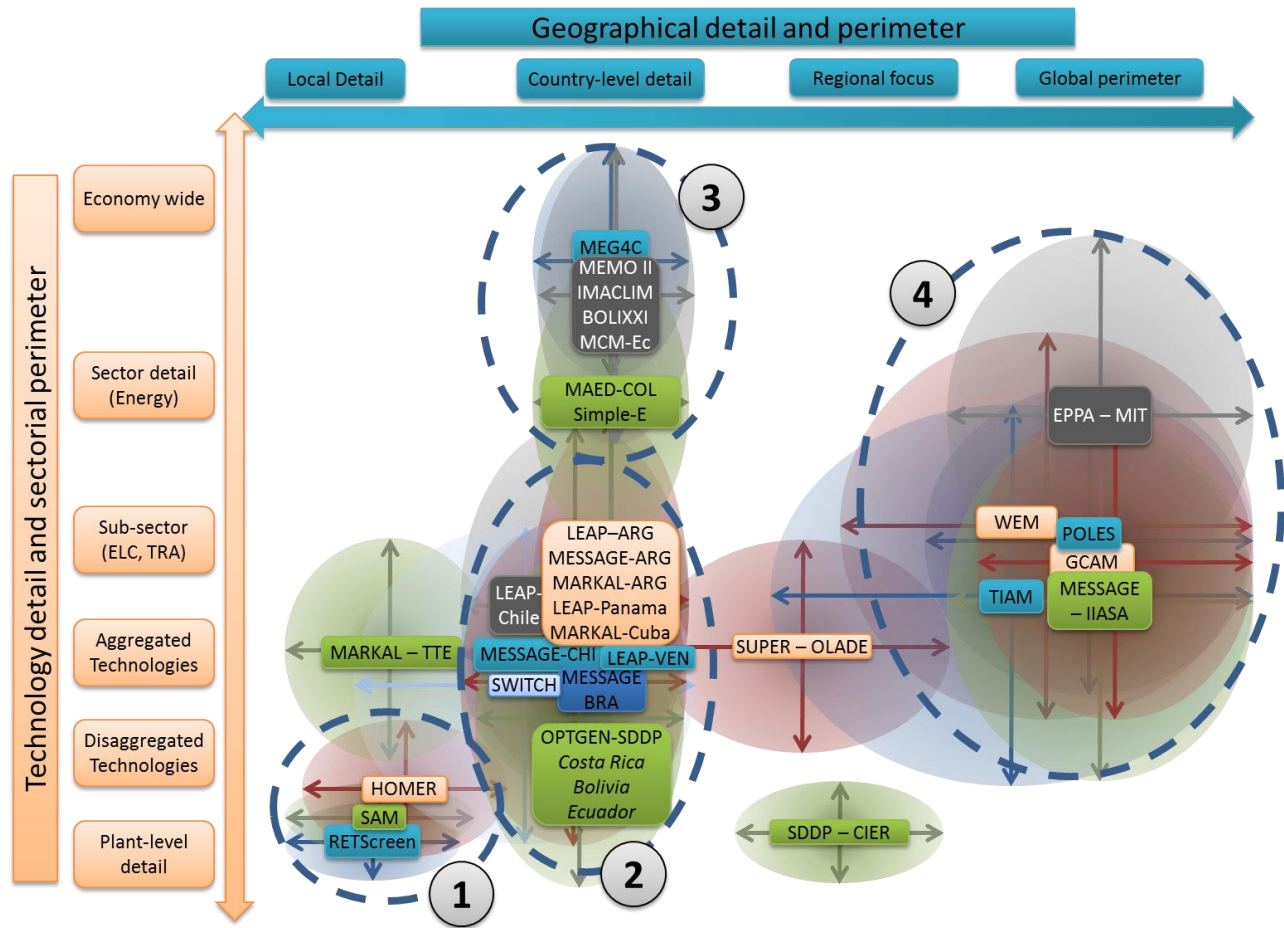 Geographical detail and perimeter
Local Detail
Country-level detail
Regional focus
Global perimeter
Technology detail and sectorial perimeter
Economy wide
Sector detail
(Energy)
Sub-sector
(ELC, TRA)
Aggregated
Technologies
Disaggregated
Technologies
Plant-level
detail
3
MEG4C
MEMO II
IMACLIM
BOLIXXI
MCM-Ec
MAED-COL
Simple-E
4
EPPA – MIT
WEM
POLES
GCAM
TIAM
MESSAGE
– IIASA
LEAP–ARG
MESSAGE-ARG
MARKAL-ARG
LEAP-Panama
MARKAL-Cuba
LEAP-
Chile
MARKAL – TTE
MESSAGE-CHI
LEAP-VEN
SWITCH
MESSAGE
BRA
SUPER – OLADE
OPTGEN-SDDP
Costa Rica
Bolivia
Ecuador
HOMER
SAM
RETScreen
SDDP – CIER
1
2